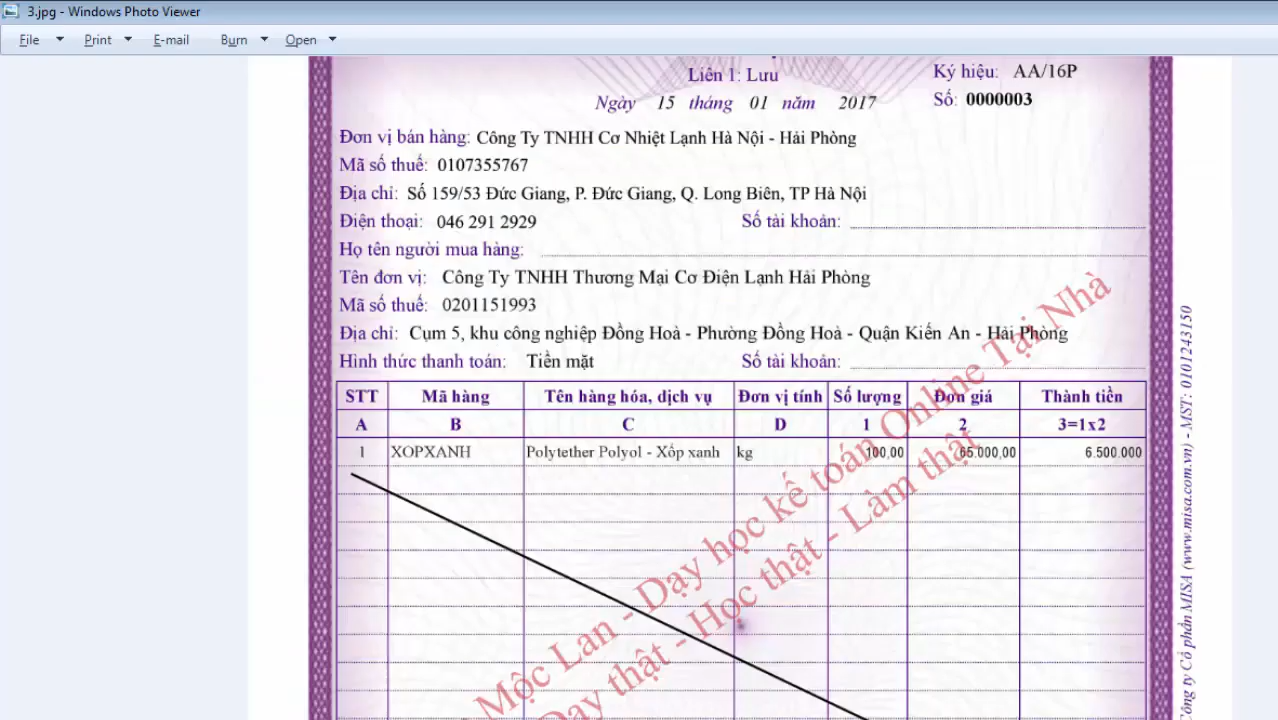 3.jpg - Windows Photo Viewer
File Print E-mail Burn Open
Liên 1: Lưu
Ký hiệu: AA/16P
Ngày 15 tháng 01 năm 2017
Số: 0000003
Đơn vị bán hàng: Công Ty TNHH Cơ Nhiệt Lạnh Hà Nội - Hải Phòng
Mã số thuế: 0107355767
Địa chỉ: Số 159/53 Đức Giang, P. Đức Giang, Q. Long Biên, TP Hà Nội
Điện thoại: 046 291 2929 Số tài khoản:
Họ tên người mua hàng:
Tên đơn vị: Công Ty TNHH Thương Mại Cơ Điện Lạnh Hải Phòng
Mã số thuế: 0201151993
Địa chỉ: Cụm 5, khu công nghiệp Đồng Hoà - Phường Đồng Hoà - Quận Kiến An - Hải Phòng
Hình thức thanh toán: Tiền mặt Số tài khoản:
STT Mã hàng Tên hàng hóa, dịch vụ Đơn vị tính Số lượng Đơn giá Thành tiền
A B C D 1 2 3=1x2
1 XOPXANH Polytether Polyol - Xốp xanh kg 100,00 65.000,00 6.500.000
Mộc Lan - Dạy học kế toán Online Tại Nhà
Dạy thật - Học thật - Làm thật
Công ty Cổ phần MISA (www.misa.com.vn) - MST: 0101243150